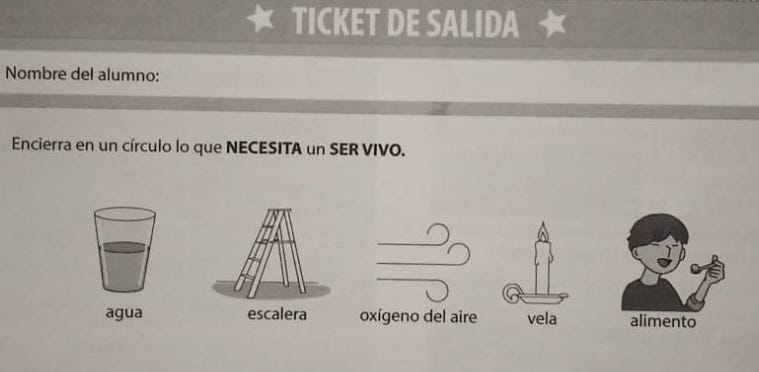 TICKET DE SALIDA
Nombre del alumno:
Encierra en un círculo lo que NECESITA un SER VIVO.
agua escalera oxígeno del aire vela alimento